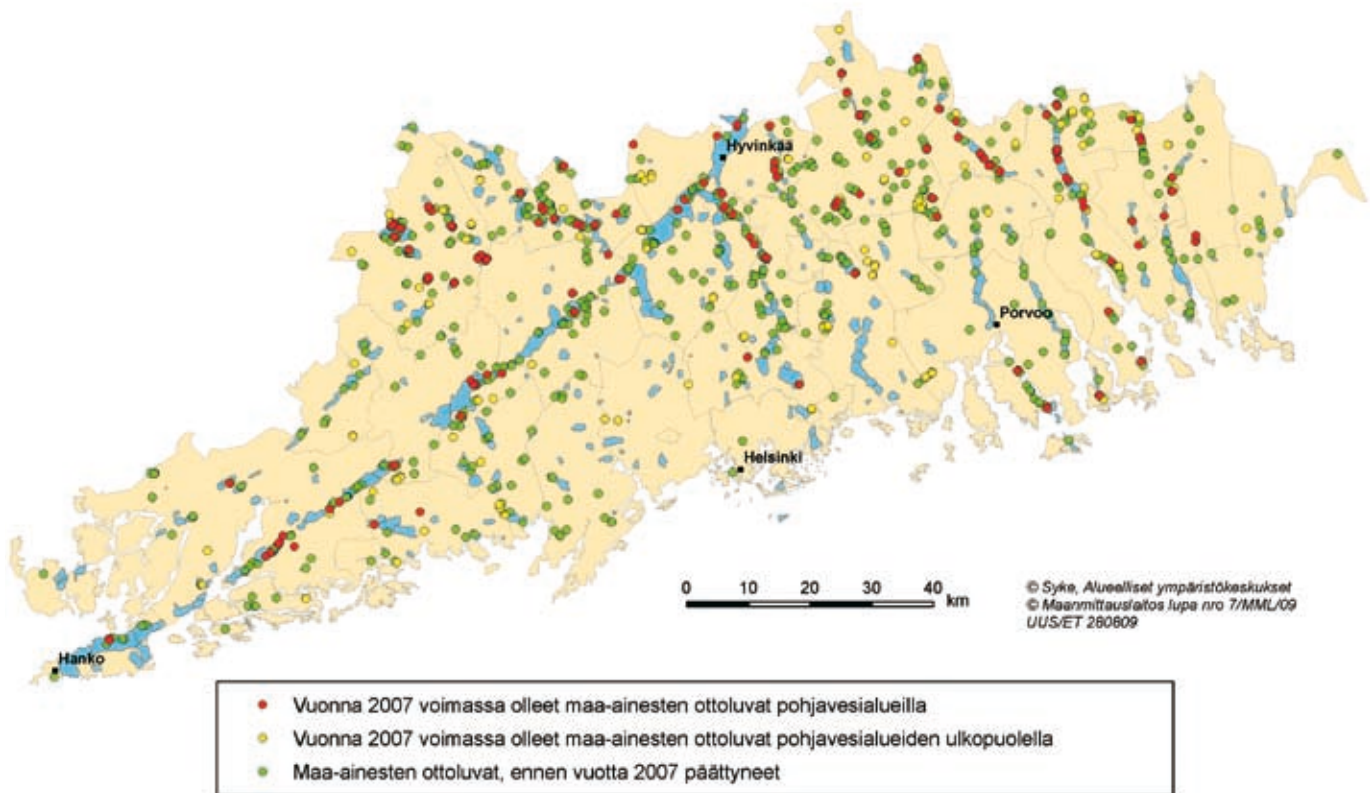 Hyvinkää
Porvoo
Helsinki
Hanko
0 10 20 30 40
km
© Syke, Alueelliset ympäristökeskukset
© Maanmittauslaitos lupa nro 7/MML/09
UUS/ET 280809
Vuonna 2007 voimassa olleet maa-ainesten ottoluvat pohjavesialueilla
Vuonna 2007 voimassa olleet maa-ainesten ottoluvat pohjavesialueiden ulkopuolella
Maa-ainesten ottoluvat, ennen vuotta 2007 päättyneet